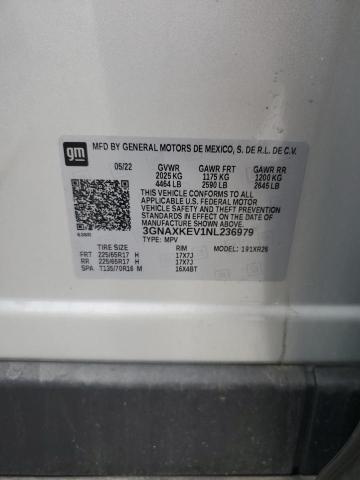 gm
MFD BY GENERAL MOTORS DE MEXICO, S. DE R.L. DE C.V.
05/22 GVWR GAWR FRT GAWR RR
2025 KG 1175 KG 1200 KG
4464 LB 2590 LB 2645 LB
THIS VEHICLE CONFORMS TO ALL
APPLICABLE U.S. FEDERAL MOTOR
VEHICLE SAFETY AND THEFT PREVENTION
STANDARDS IN EFFECT ON THE DATE OF
MANUFACTURE SHOWN ABOVE.
3GNAXKEV1NL236979
TYPE: MPV
TIRE SIZE RIM MODEL: 1S1XR26
FRT 225/65R17 H 17X7J
RR 225/65R17 H 17X7J
SPA T135/70R16 M 16X4BT